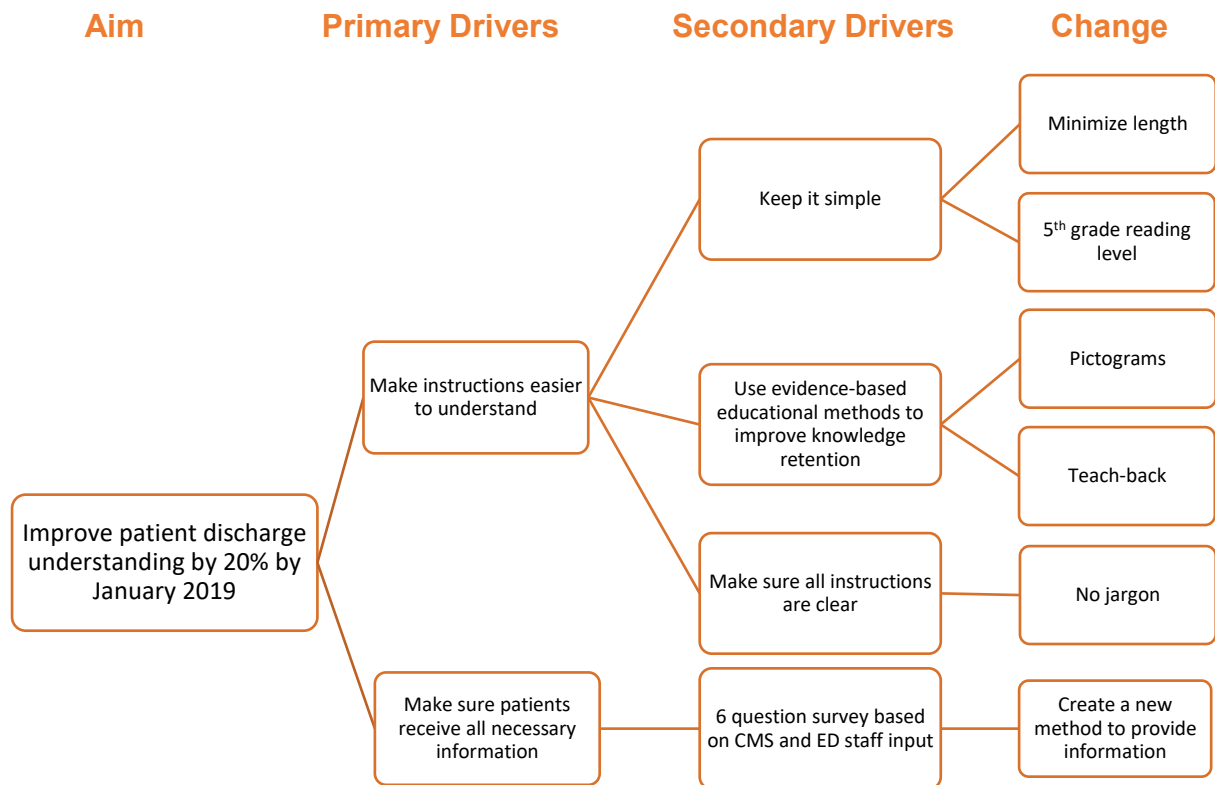 Aim
Primary Drivers
Secondary Drivers
Change
Improve patient discharge
understanding by 20% by
January 2019
Make instructions easier
to understand
Make sure patients
receive all necessary
information
Keep it simple
Use evidence-based
educational methods to
improve knowledge
retention
Make sure all instructions
are clear
6 question survey based
on CMS and ED staff input
Minimize length
5th grade reading
level
Pictograms
Teach-back
No jargon
Create a new
method to provide
information